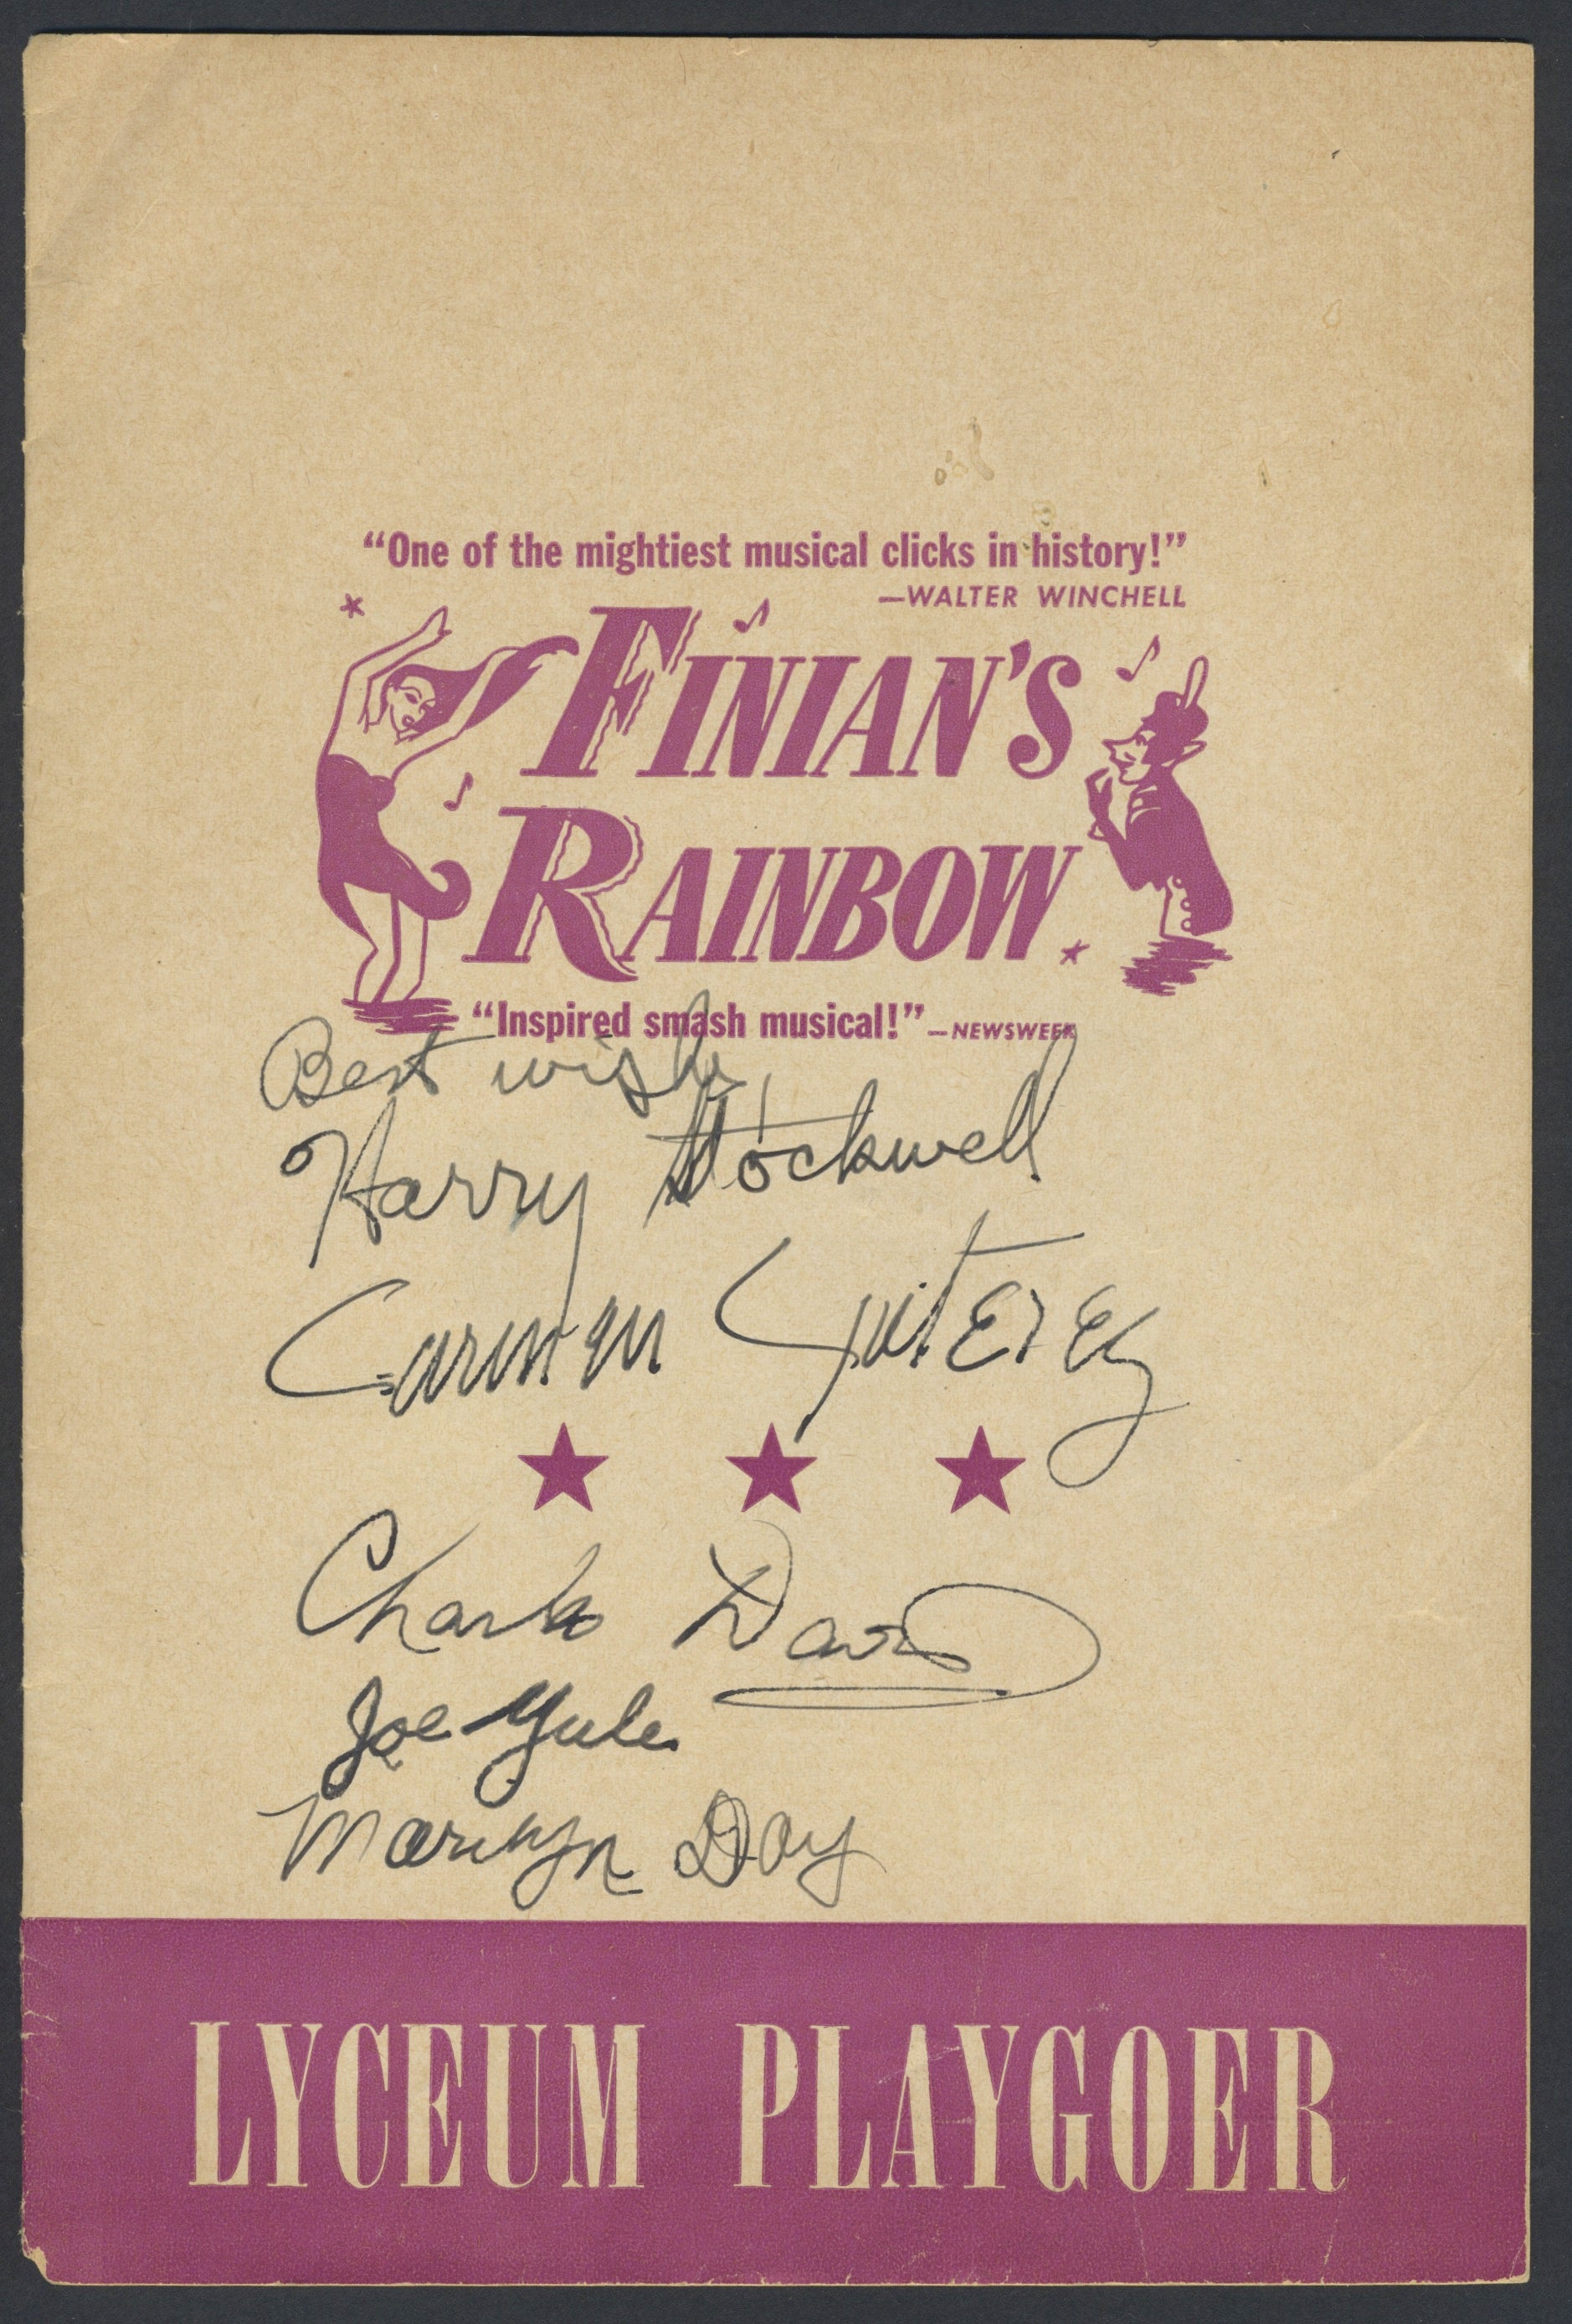 “One of the mightiest musical clicks in history!”
—WALTER WINCHELL
FINIAN'S
RAINBOW
“Inspired smash musical!”—NEWSWEEK
Best wishes
Harry Stockwell
Carmen Guiterez
Charles Davis
Joe Yule
Marilyn Day
LYCEUM PLAYGOER